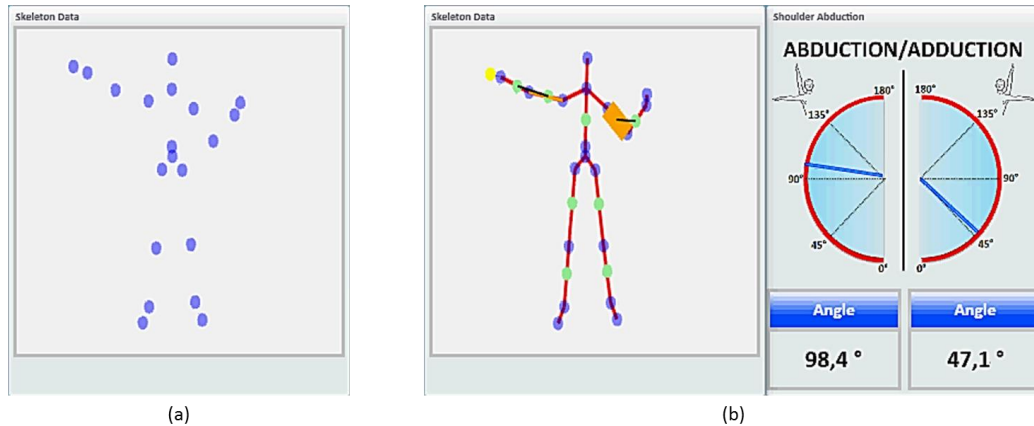 Skeleton Data
Skeleton Data
Shoulder Abduction
ABDUCTION/ADDUCTION
180° 180°
135° 135°
90° 90°
45° 45°
0° 0°
Angle Angle
98,4 ° 47,1 °
(a) (b)